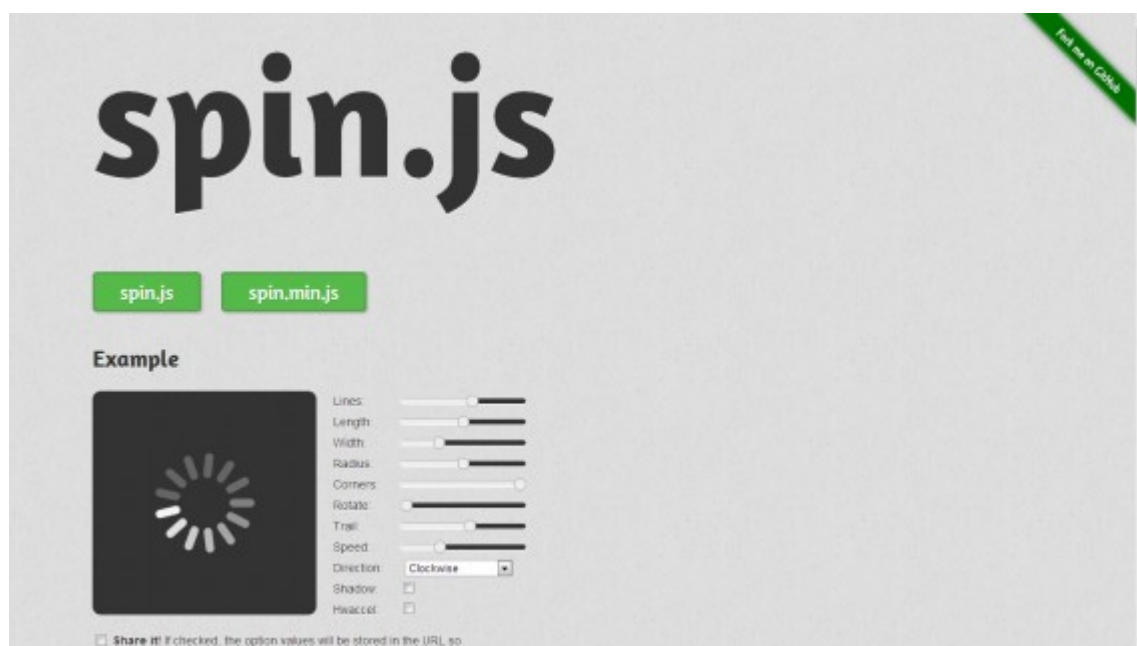 Fork me on GitHub
spin.js
spin.js
spin.min.js
Example
Lines:
Length:
Width:
Radius:
Corners:
Rotate:
Trail:
Speed:
Direction: Clockwise
Shadow:
Hwaccel:
Share it! If checked, the option values will be stored in the URL so